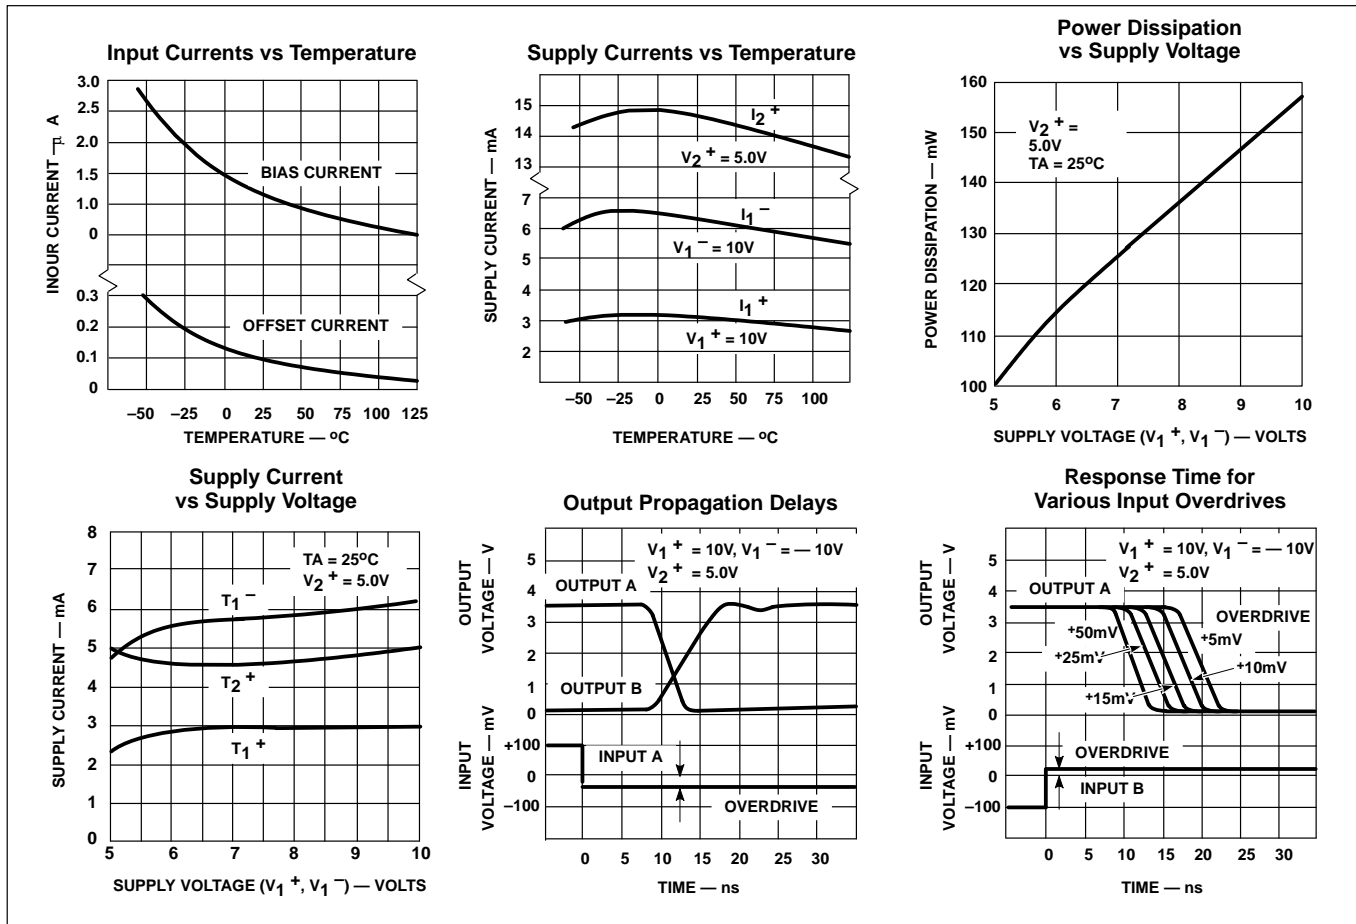 Input Currents vs Temperature
3.0
2.5
2.0
1.5
1.0
0
0.3
0.2
0.1
0
INOUR CURRENT —µ A
BIAS CURRENT
OFFSET CURRENT
–50 –25 0 25 50 75 100 125
TEMPERATURE — oC
Supply Currents vs Temperature
15
14
13
7
6
5
4
3
2
SUPPLY CURRENT — mA
I2+
V2+ = 5.0V
I1–
V1– = 10V
I1+
V1+ = 10V
–50 –25 0 25 50 75 100
TEMPERATURE — oC
Power Dissipation
vs Supply Voltage
160
150
140
130
120
110
100
POWER DISSIPATION — mW
V2+ =
5.0V
TA = 25oC
5 6 7 8 9 10
SUPPLY VOLTAGE (V1+, V1–) — VOLTS
Supply Current
vs Supply Voltage
8
7
6
5
4
3
2
1
0
SUPPLY CURRENT — mA
TA = 25oC
V2+ = 5.0V
T1–
T2+
T1+
5 6 7 8 9 10
SUPPLY VOLTAGE (V1+, V1–) — VOLTS
Output Propagation Delays
OUTPUT
VOLTAGE — V
5
4
3
2
1
0
V1+ = 10V, V1– = — 10V
V2+ = 5.0V
OUTPUT A
OUTPUT B
INPUT
VOLTAGE — mV
+100
0
–100
INPUT A
OVERDRIVE
0 5 10 15 20 25 30
TIME — ns
Response Time for
Various Input Overdrives
OUTPUT
VOLTAGE — V
5
4
3
2
1
0
V1+ = 10V, V1– = — 10V
V2+ = 5.0V
OUTPUT A
OVERDRIVE
+50mV
+5mV
+25mV
+10mV
+15mV
INPUT
VOLTAGE — mV
+100
0
–100
OVERDRIVE
INPUT B
0 5 10 15 20 25 30
TIME — ns